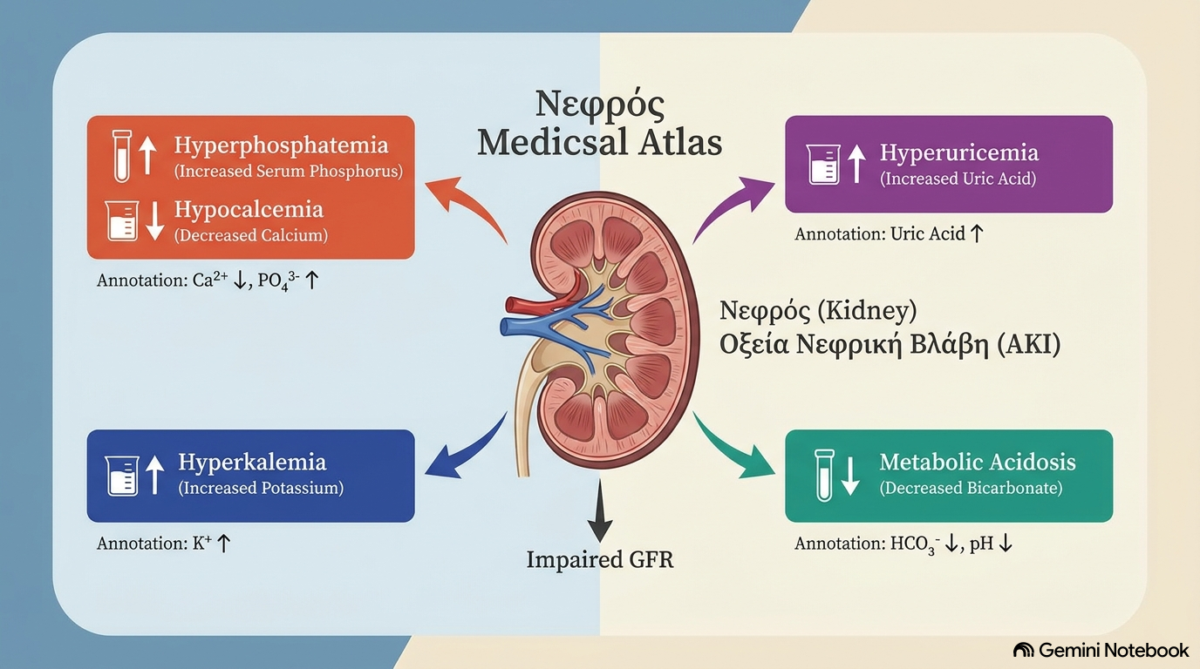 Νεφρός
Medicsal Atlas
Hyperphosphatemia
(Increased Serum Phosphorus)
Hypocalcemia
(Decreased Calcium)
Annotation: Ca²⁺ ↓, PO₄³⁻ ↑
Hyperuricemia
(Increased Uric Acid)
Annotation: Uric Acid ↑
Νεφρός (Kidney)
Οξεία Νεφρική Βλάβη (AKI)
Hyperkalemia
(Increased Potassium)
Annotation: K⁺ ↑
Metabolic Acidosis
(Decreased Bicarbonate)
Annotation: HCO₃⁻ ↓, pH ↓
Impaired GFR
Gemini Notebook